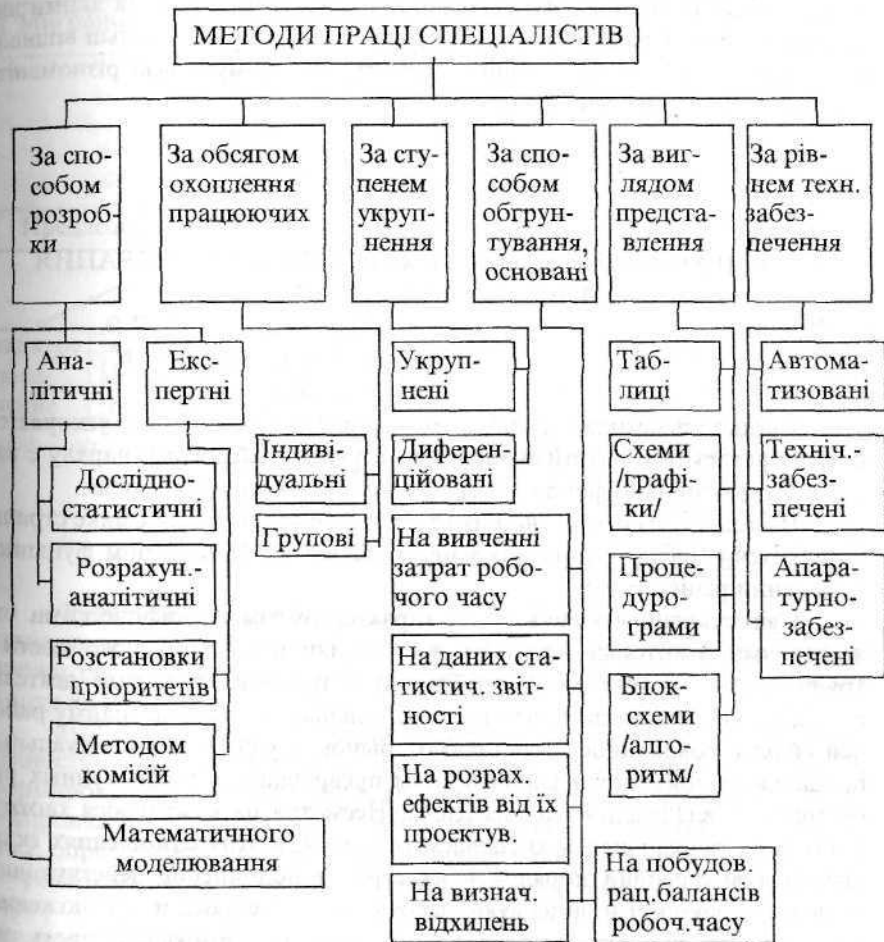 МЕТОДИ ПРАЦІ СПЕЦІАЛІСТІВ
За спо-
собом
розроб-
ки
За обсягом
охоплення
працюючих
За сту-
пенем
укруп-
нення
За спо-
собом
обгрун-
тування,
основані
За виг-
лядом
предста-
влення
За рів-
нем техн.
забез-
печення
Ана-
літичні
Екс-
пертні
Укруп-
нені
Таб-
лиці
Автома-
тизовані
Дослідно-
статистичні
Індиві-
дуальні
Диферен-
ційовані
Схеми
/графі-
ки/
Техніч.-
забез-
печені
Розрахун.-
аналітичні
Групові
На вивченні
затрат робо-
чого часу
Проце-
дуро-
грами
Апара-
турно-
забез-
печені
Розстановки
пріоритетів
На даних ста-
тистич. звіт-
ності
Блок-
схеми
/алго-
ритм/
Методом
комісій
На розрах.
ефектів від їх
проектув.
Математичного
моделювання
На визнач.
відхилень
На побудов.
рад.балансів
робоч.часу